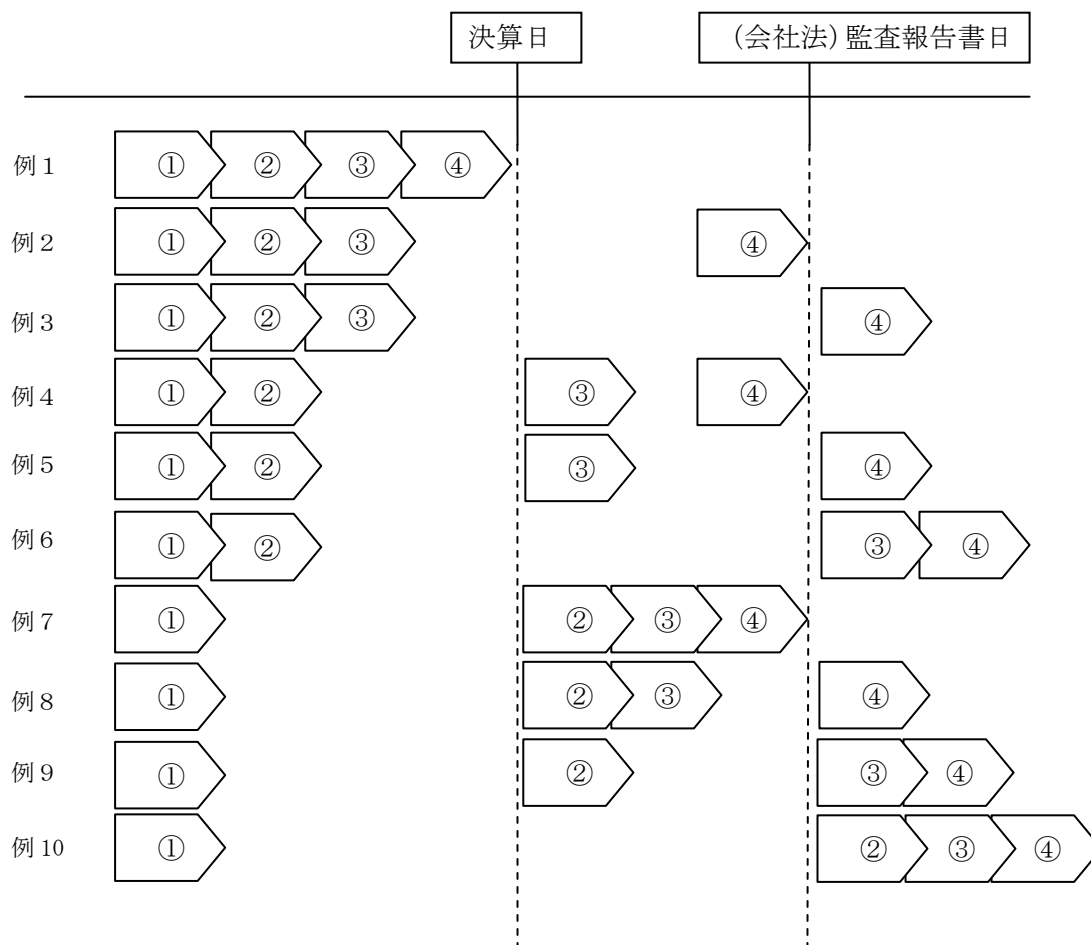 決算日 (会社法)監査報告書日
例1 ① ② ③ ④
例2 ① ② ③ ④
例3 ① ② ③ ④
例4 ① ② ③ ④
例5 ① ② ③ ④
例6 ① ② ③ ④
例7 ① ② ③ ④
例8 ① ② ③ ④
例9 ① ② ③ ④
例10 ① ② ③ ④